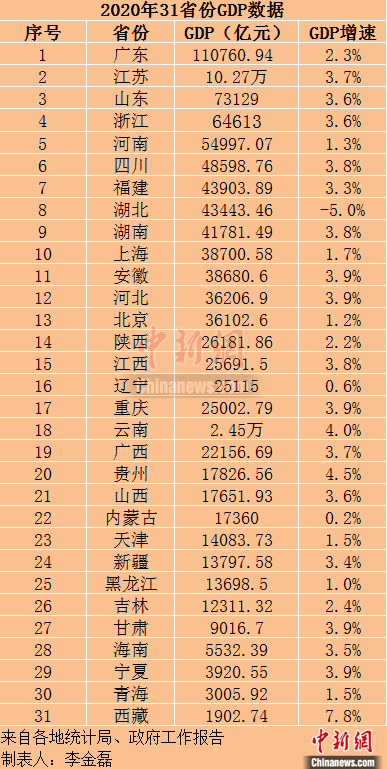 2020年31省份GDP数据
序号 省份 GDP（亿元） GDP增速
1 广东 110760.94 2.3%
2 江苏 10.27万 3.7%
3 山东 73129 3.6%
4 浙江 64613 3.6%
5 河南 54997.07 1.3%
6 四川 48598.76 3.8%
7 福建 43903.89 3.3%
8 湖北 43443.46 -5.0%
9 湖南 41781.49 3.8%
10 上海 38700.58 1.7%
11 安徽 38680.6 3.9%
12 河北 36206.9 3.9%
13 北京 36102.6 1.2%
14 陕西 26181.86 2.2%
15 江西 25691.5 3.8%
16 辽宁 25115 0.6%
17 重庆 25002.79 3.9%
18 云南 2.45万 4.0%
19 广西 22156.69 3.7%
20 贵州 17826.56 4.5%
21 山西 17651.93 3.6%
22 内蒙古 17360 0.2%
23 天津 14083.73 1.5%
24 新疆 13797.58 3.4%
25 黑龙江 13698.5 1.0%
26 吉林 12311.32 2.4%
27 甘肃 9016.7 3.9%
28 海南 5532.39 3.5%
29 宁夏 3920.55 3.9%
30 青海 3005.92 1.5%
31 西藏 1902.74 7.8%
来自各地统计局、政府工作报告
制表人：李金磊
中新網
Chinanews.com
中新网
Chinanews.com